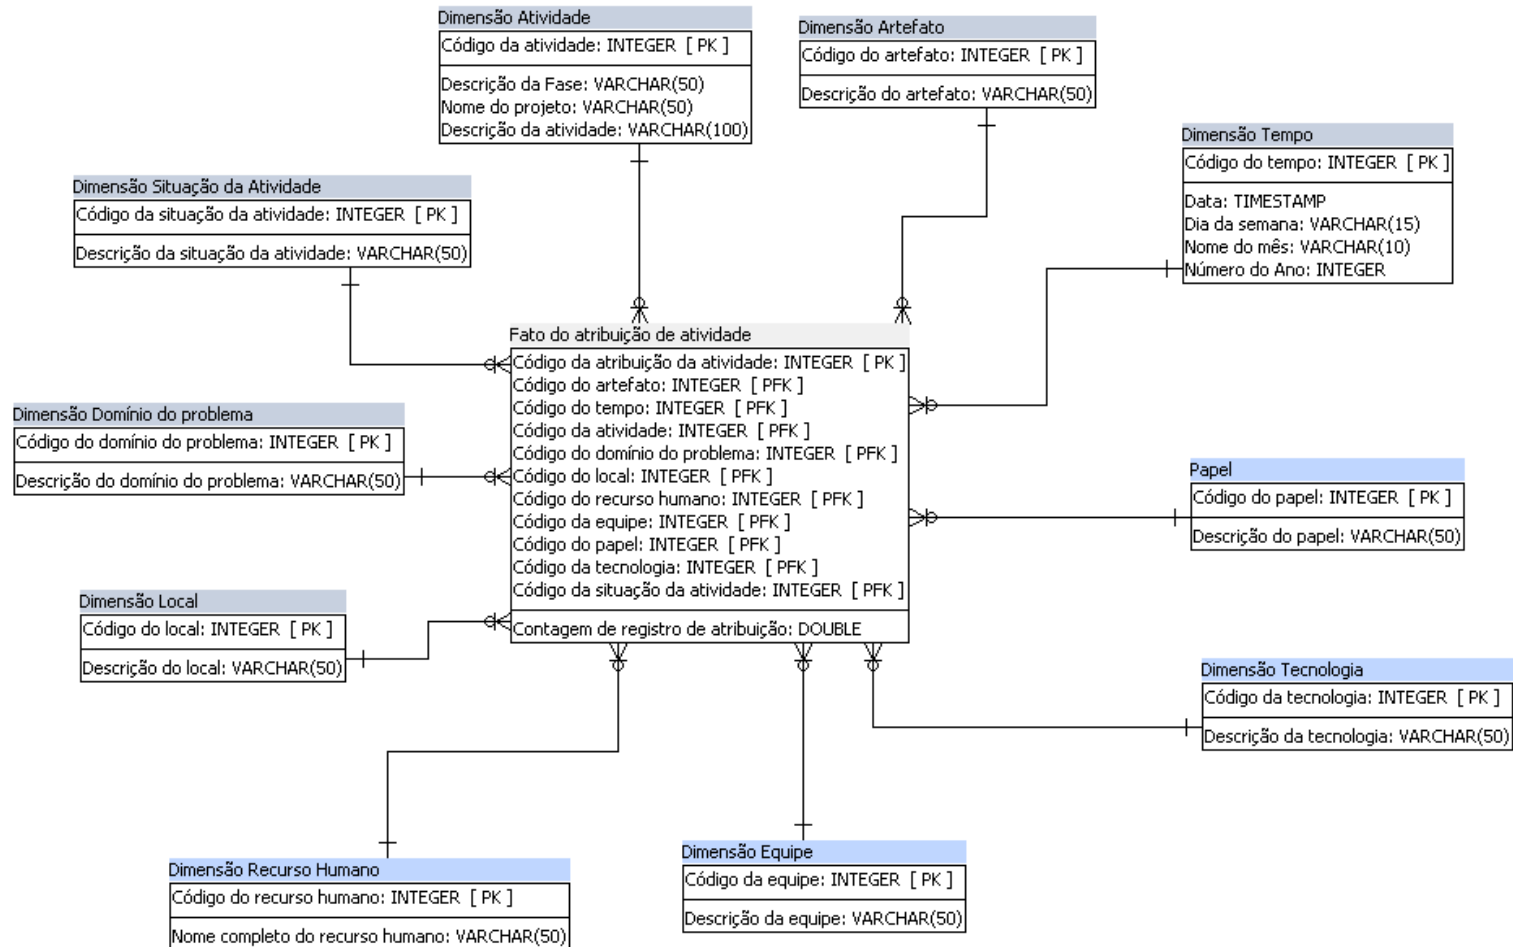 Dimensão Atividade
Código da atividade: INTEGER [ PK ]
Descrição da Fase: VARCHAR(50)
Nome do projeto: VARCHAR(50)
Descrição da atividade: VARCHAR(100)
Dimensão Artefato
Código do artefato: INTEGER [ PK ]
Descrição do artefato: VARCHAR(50)
Dimensão Tempo
Código do tempo: INTEGER [ PK ]
Data: TIMESTAMP
Dia da semana: VARCHAR(15)
Nome do mês: VARCHAR(10)
Número do Ano: INTEGER
Dimensão Situação da Atividade
Código da situação da atividade: INTEGER [ PK ]
Descrição da situação da atividade: VARCHAR(50)
Fato do atribuição de atividade
Código da atribuição da atividade: INTEGER [ PK ]
Código do artefato: INTEGER [ PFK ]
Código do tempo: INTEGER [ PFK ]
Código da atividade: INTEGER [ PFK ]
Código do domínio do problema: INTEGER [ PFK ]
Código do local: INTEGER [ PFK ]
Código do recurso humano: INTEGER [ PFK ]
Código da equipe: INTEGER [ PFK ]
Código do papel: INTEGER [ PFK ]
Código da tecnologia: INTEGER [ PFK ]
Código da situação da atividade: INTEGER [ PFK ]
Contagem de registro de atribuição: DOUBLE
Dimensão Domínio do problema
Código do domínio do problema: INTEGER [ PK ]
Descrição do domínio do problema: VARCHAR(50)
Papel
Código do papel: INTEGER [ PK ]
Descrição do papel: VARCHAR(50)
Dimensão Local
Código do local: INTEGER [ PK ]
Descrição do local: VARCHAR(50)
Dimensão Tecnologia
Código da tecnologia: INTEGER [ PK ]
Descrição da tecnologia: VARCHAR(50)
Dimensão Recurso Humano
Código do recurso humano: INTEGER [ PK ]
Nome completo do recurso humano: VARCHAR(50)
Dimensão Equipe
Código da equipe: INTEGER [ PK ]
Descrição da equipe: VARCHAR(50)